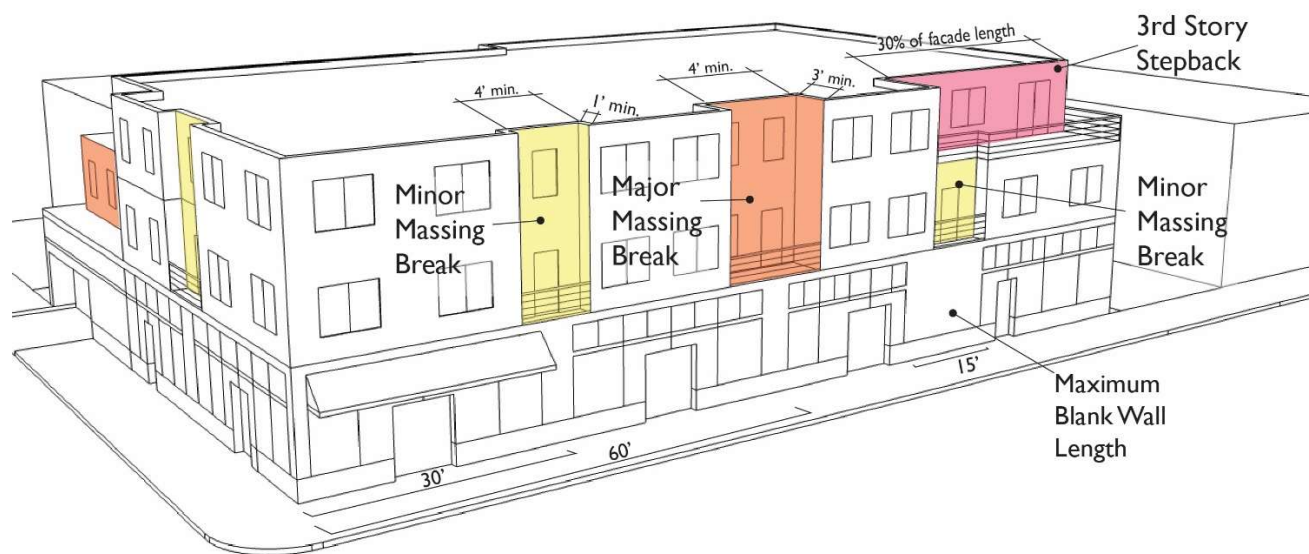 30% of facade length
3rd Story
Stepback
4' min.
1' min.
4' min.
3' min.
Minor
Massing
Break
Major
Massing
Break
Minor
Massing
Break
15'
Maximum
Blank Wall
Length
60'
30'